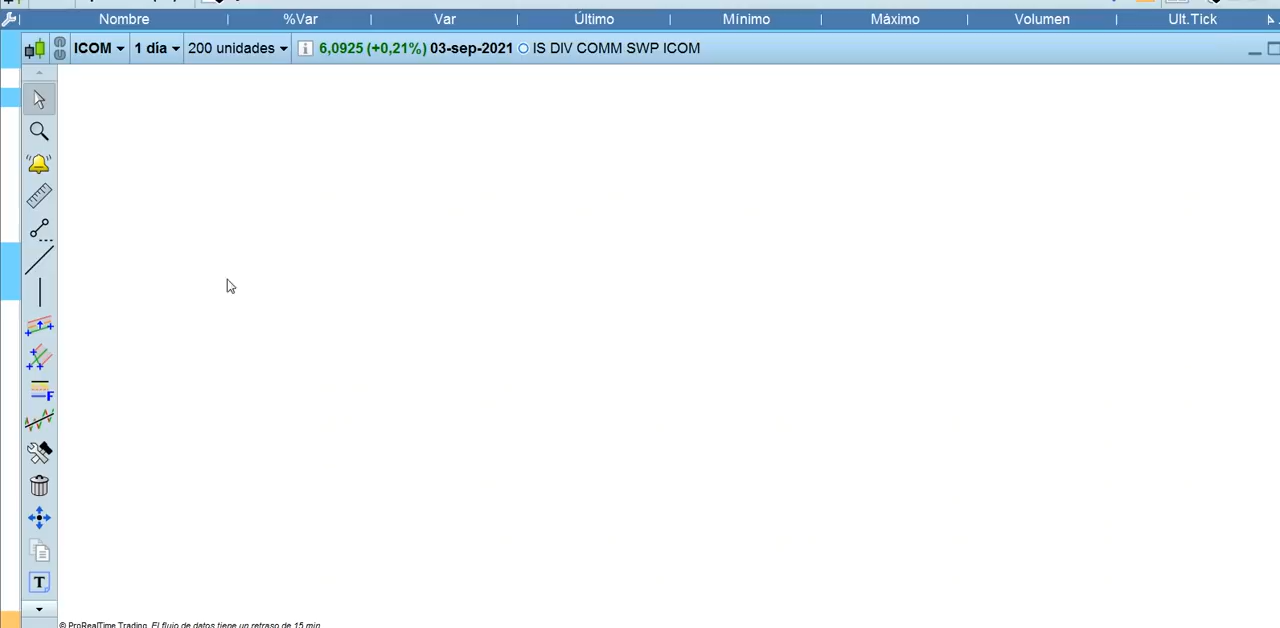 Nombre %Var Var Último Mínimo Máximo Volumen Ult.Tick
ICOM 1 día 200 unidades 6,0925 (+0,21%) 03-sep-2021 IS DIV COMM SWP ICOM
F
T
© ProRealTime Trading. El flujo de datos tiene un retraso de 15 min.